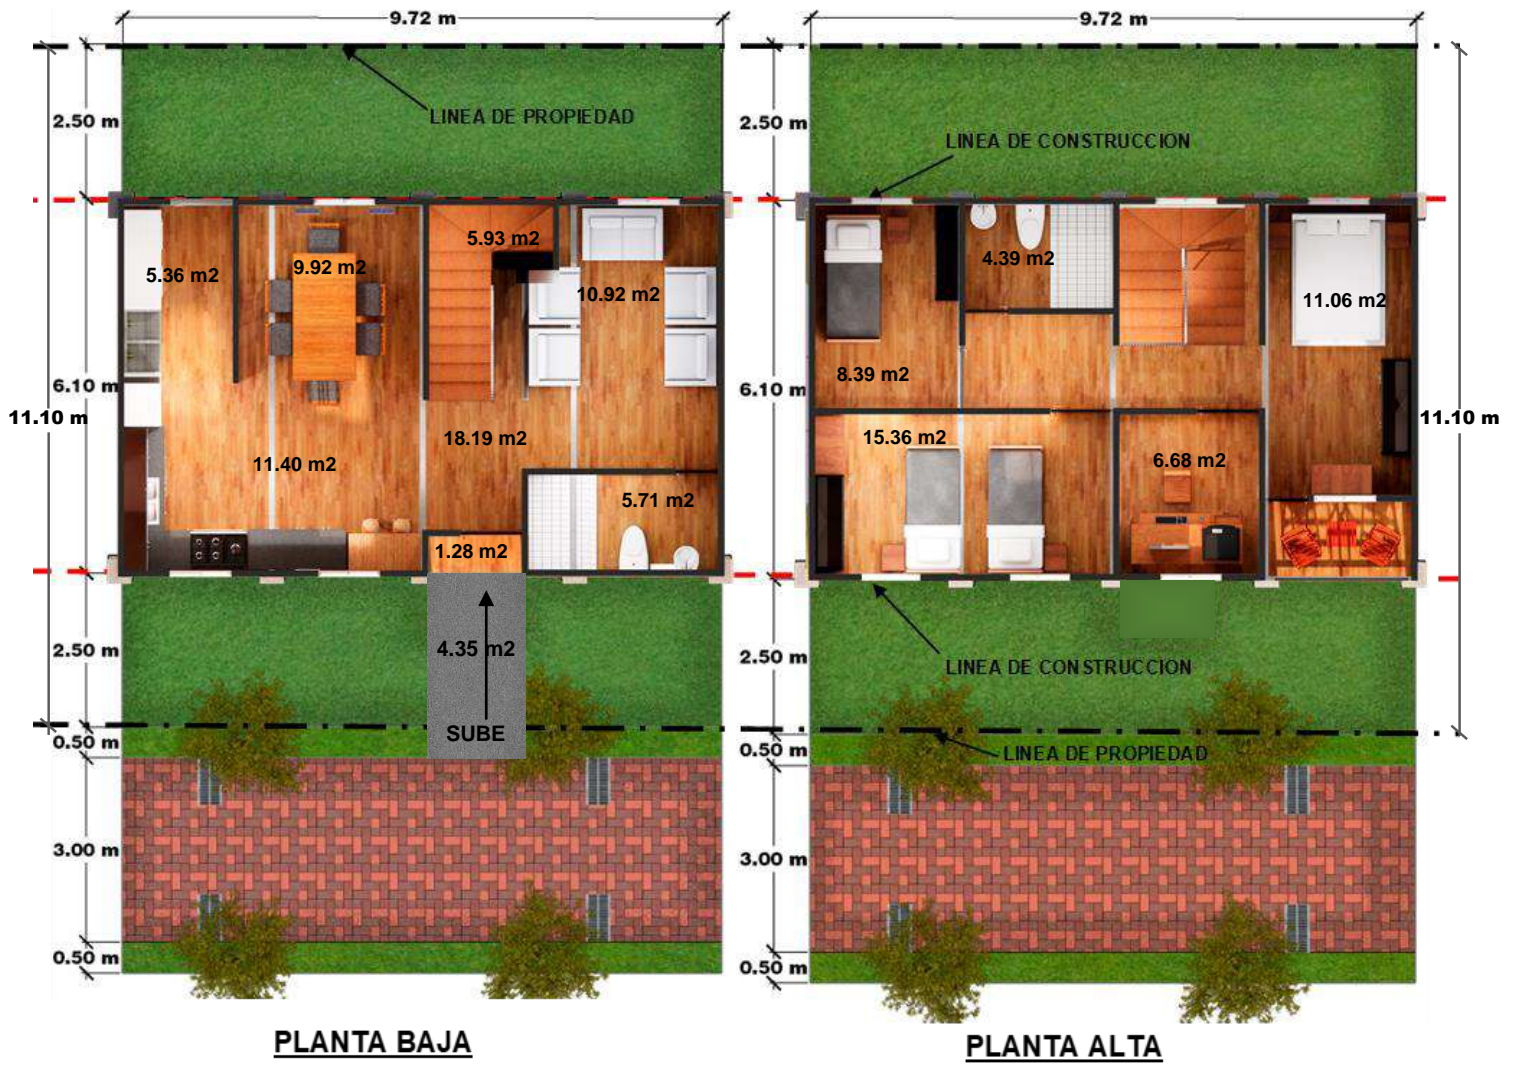 9.72 m
9.72 m
2.50 m
LINEA DE PROPIEDAD
2.50 m
LINEA DE CONSTRUCCION
5.93 m2
5.36 m2
9.92 m2
10.92 m2
4.39 m2
11.06 m2
6.10 m
8.39 m2
6.10 m
11.10 m
11.10 m
18.19 m2
11.40 m2
15.36 m2
6.68 m2
5.71 m2
1.28 m2
2.50 m
4.35 m2
2.50 m
LINEA DE CONSTRUCCION
SUBE
0.50 m
0.50 m
LINEA DE PROPIEDAD
3.00 m
3.00 m
0.50 m
0.50 m
PLANTA BAJA
PLANTA ALTA